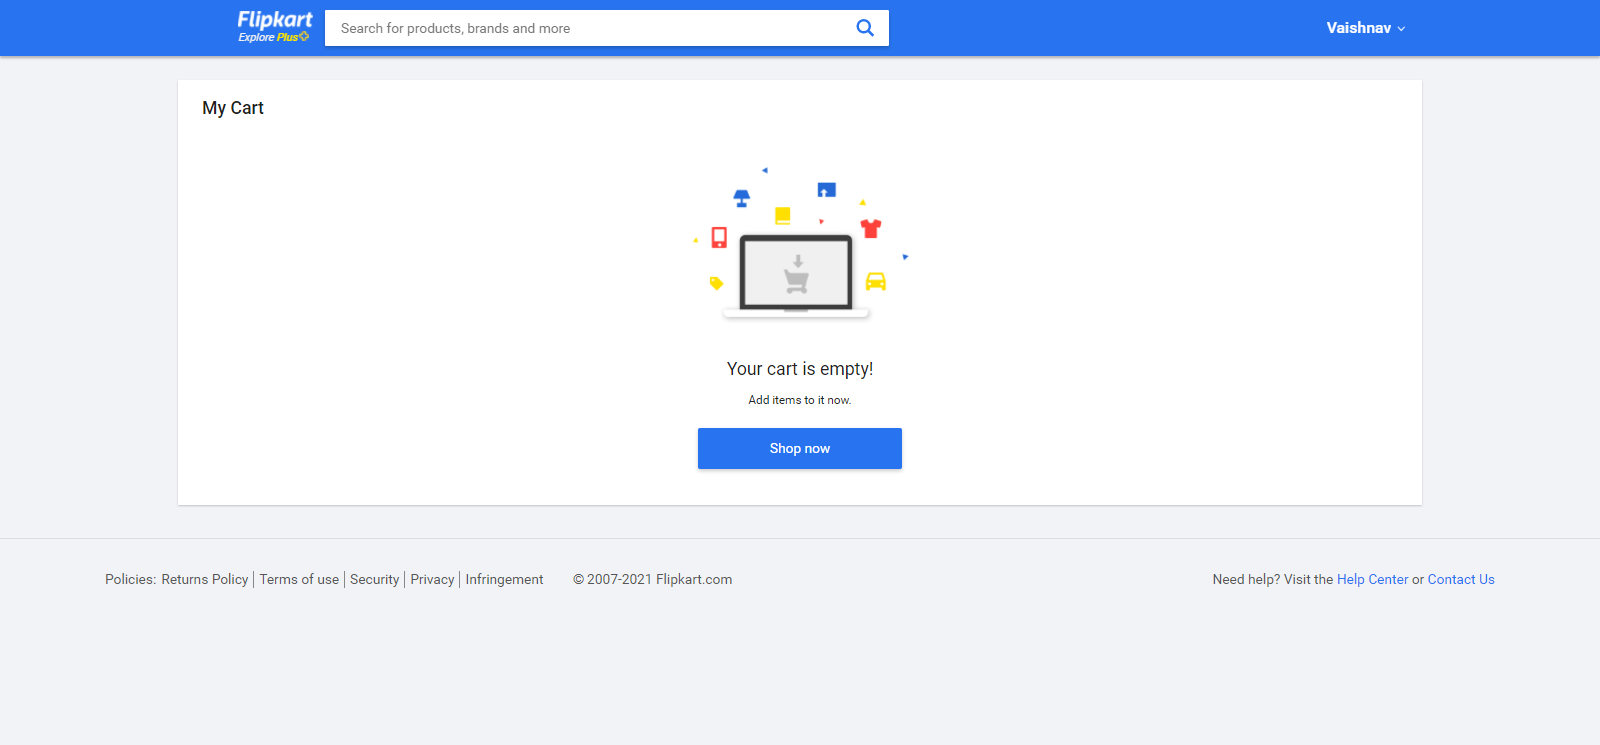 Flipkart
Explore Plus
Search for products, brands and more
Vaishnav
My Cart
Your cart is empty!
Add items to it now.
Shop now
Policies: Returns Policy | Terms of use | Security | Privacy | Infringement © 2007-2021 Flipkart.com Need help? Visit the Help Center or Contact Us